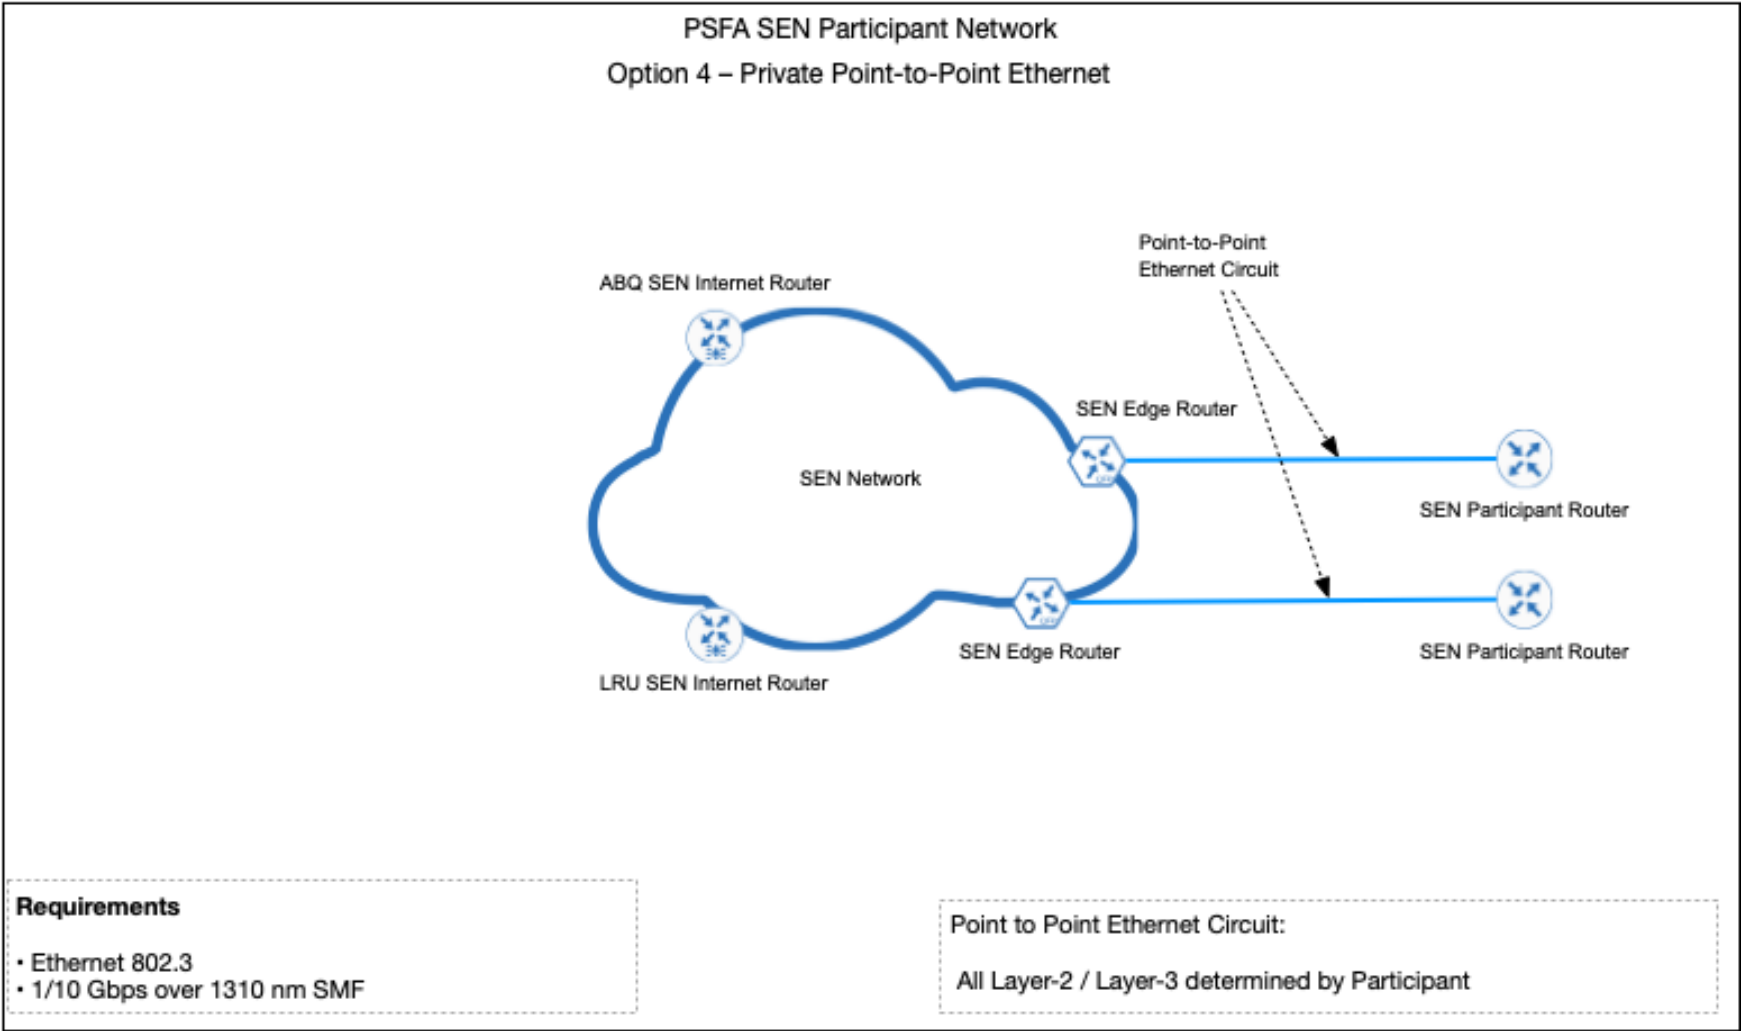 PSFA SEN Participant Network
Option 4 – Private Point-to-Point Ethernet
Point-to-Point
Ethernet Circuit
ABQ SEN Internet Router
SEN Edge Router
SEN Network
SEN Participant Router
SEN Edge Router
SEN Participant Router
LRU SEN Internet Router
Requirements
• Ethernet 802.3
• 1/10 Gbps over 1310 nm SMF
Point to Point Ethernet Circuit:
All Layer-2 / Layer-3 determined by Participant